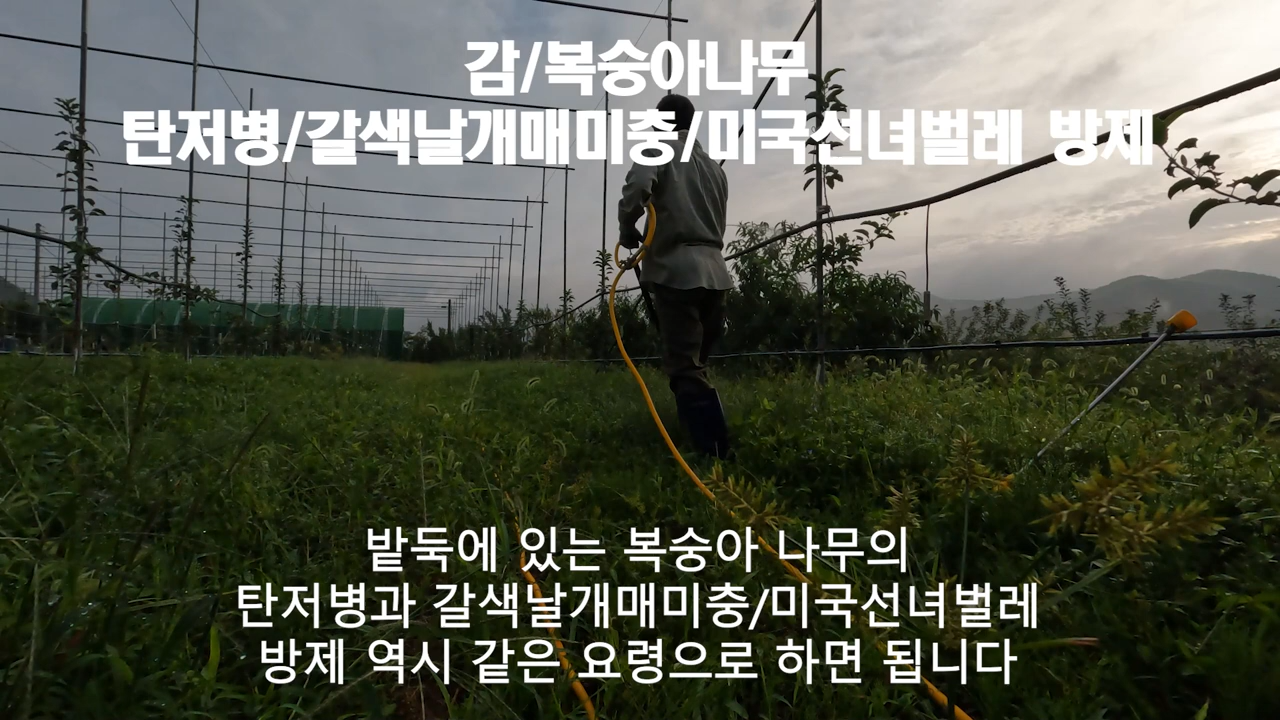 감/복숭아나무
탄저병/갈색날개매미충/미국선녀벌레 방제
밭둑에 있는 복숭아 나무의
탄저병과 갈색날개매미충/미국선녀벌레
방제 역시 같은 요령으로 하면 됩니다